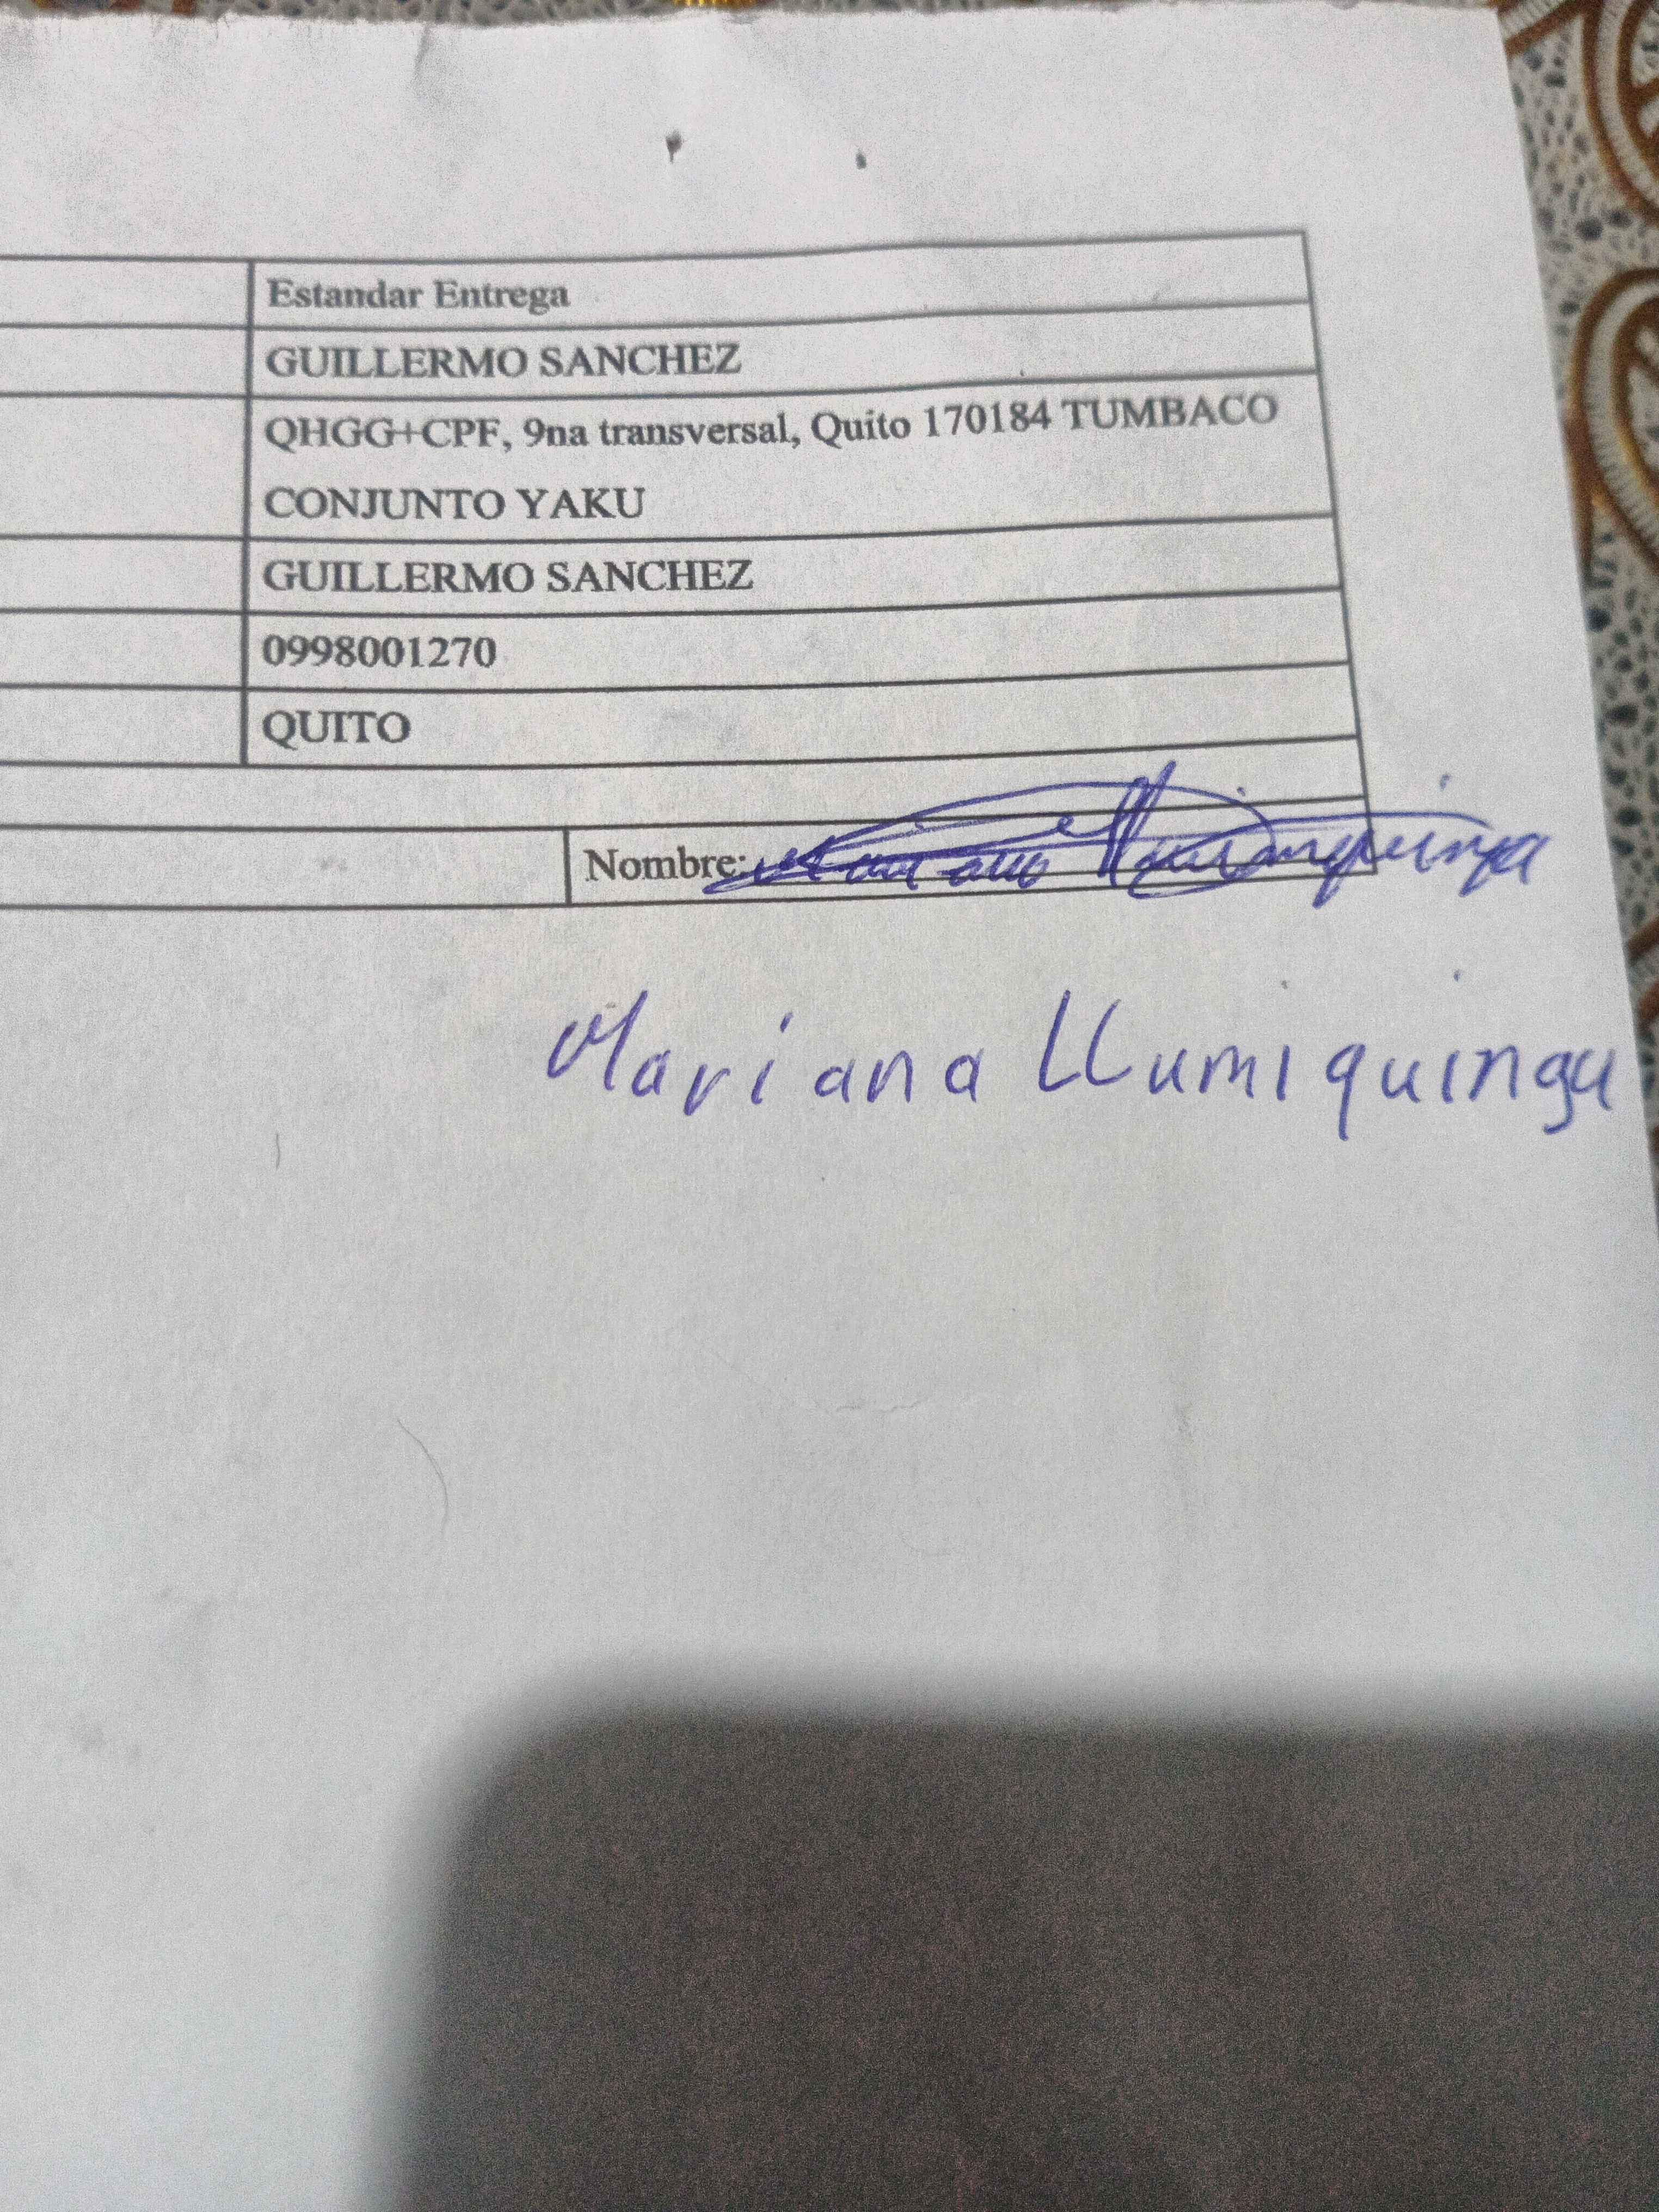 Estandar Entrega
GUILLERMO SANCHEZ
QHGG+CPF, 9na transversal, Quito 170184 TUMBACO
CONJUNTO YAKU
GUILLERMO SANCHEZ
0998001270
QUITO
Nombre:
Mariana LLumiquinga